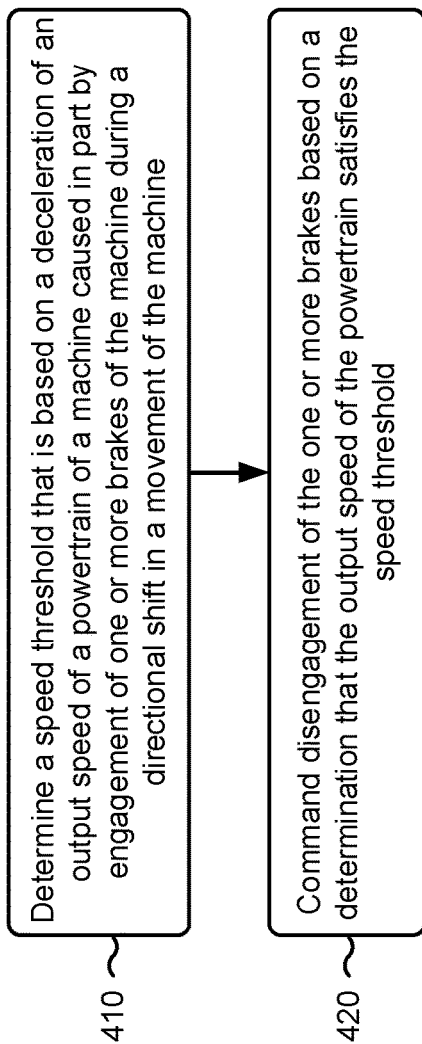 410
Determine a speed threshold that is based on a deceleration of an
output speed of a powertrain of a machine caused in part by
engagement of one or more brakes of the machine during a
directional shift in a movement of the machine
420
Command disengagement of the one or more brakes based on a
determination that the output speed of the powertrain satisfies the
speed threshold